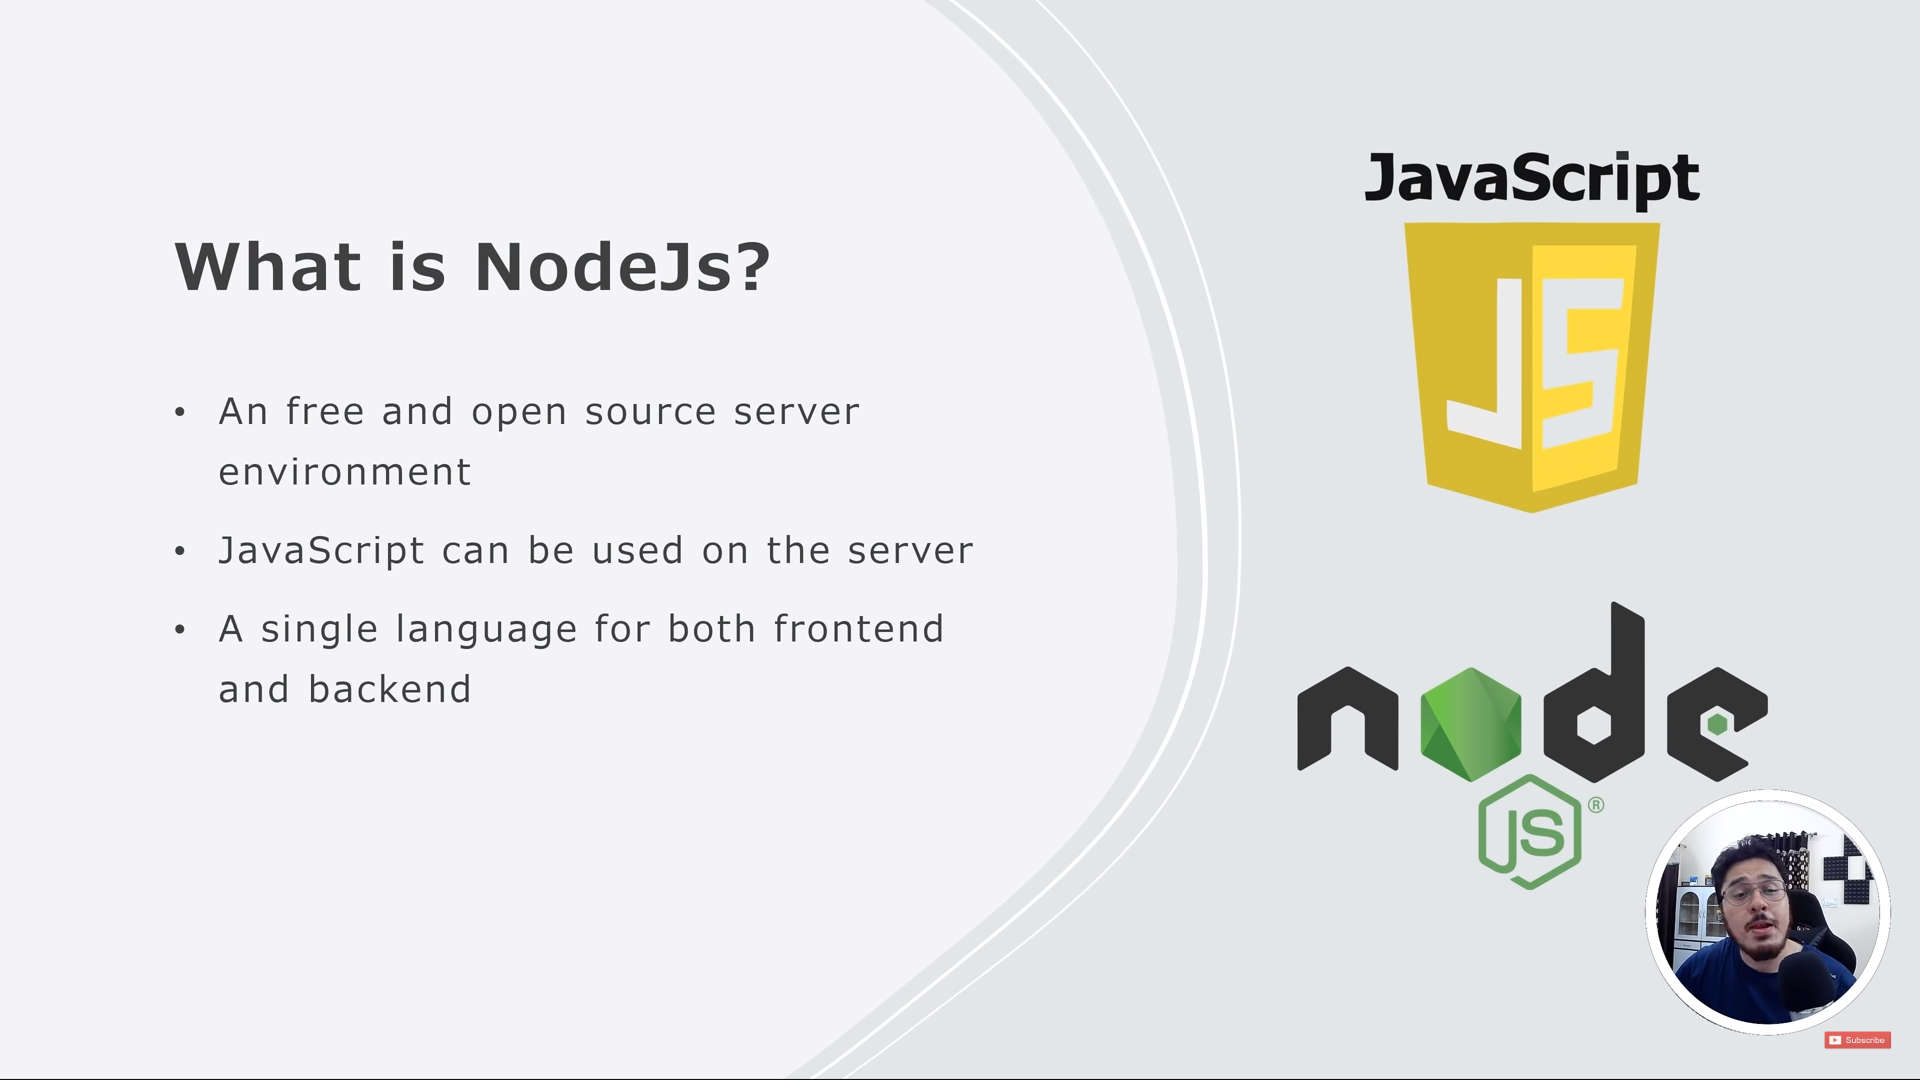 What is NodeJs?
• An free and open source server
environment
• JavaScript can be used on the server
• A single language for both frontend
and backend
JavaScript
JS
node
JS ®
Subscribe